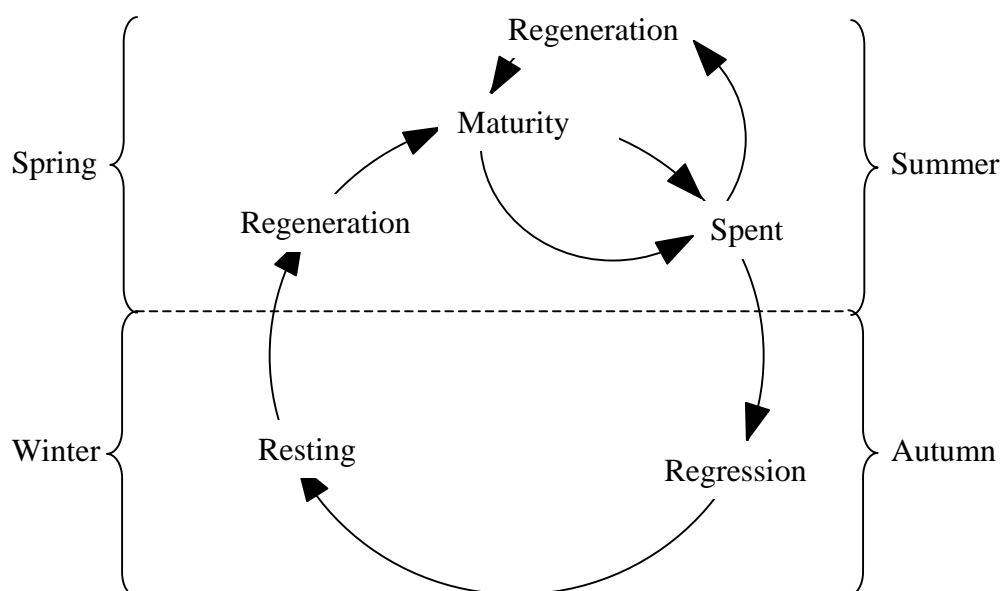 Regeneration
Maturity
Spring
Summer
Regeneration
Spent
Winter
Resting
Autumn
Regression